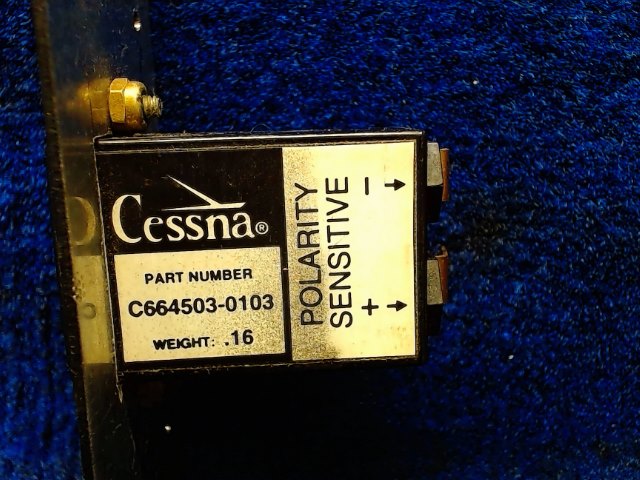 Cessna®
PART NUMBER
C664503-0103
WEIGHT: .16
POLARITY
SENSITIVE
− →
+ →